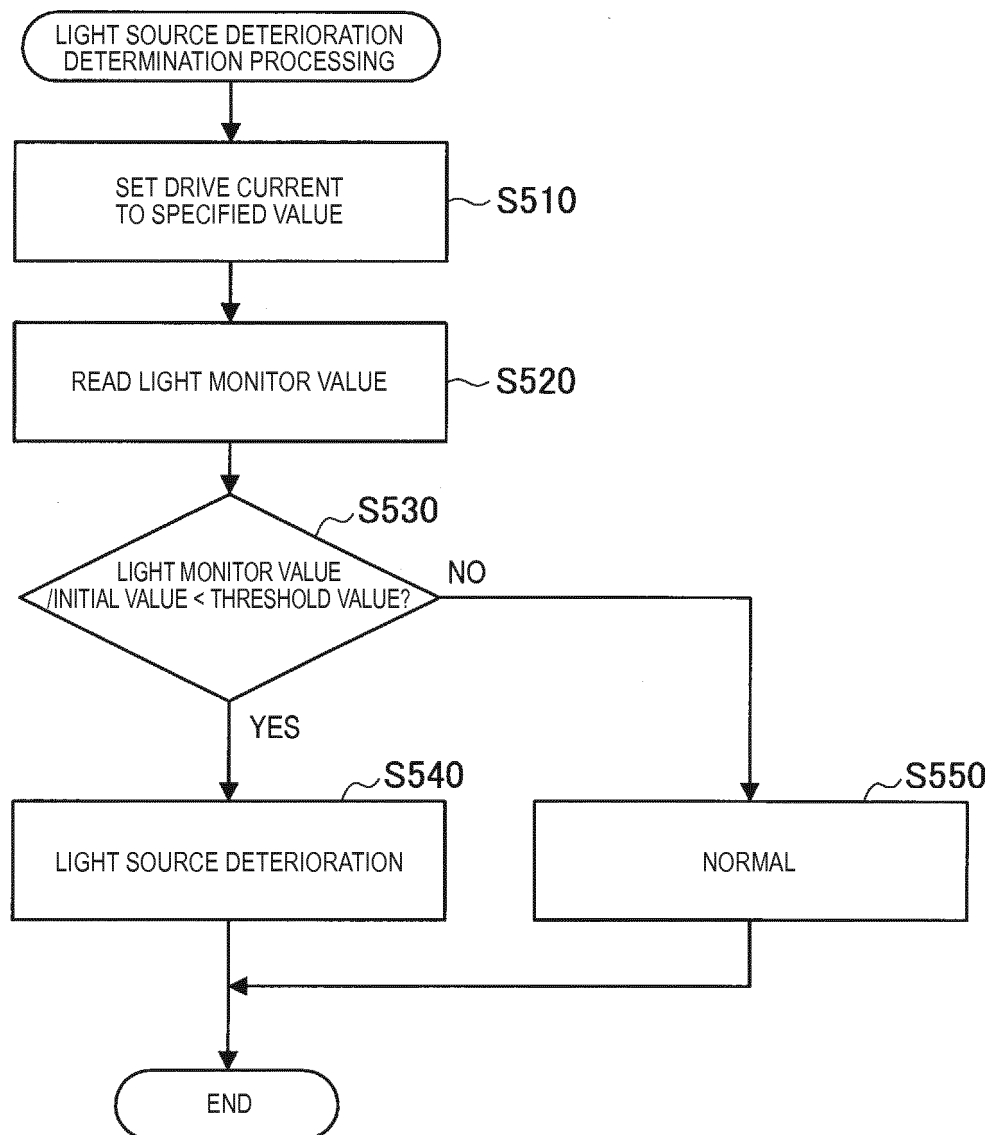 LIGHT SOURCE DETERIORATION
DETERMINATION PROCESSING
SET DRIVE CURRENT
TO SPECIFIED VALUE
S510
READ LIGHT MONITOR VALUE
S520
S530
LIGHT MONITOR VALUE
/INITIAL VALUE < THRESHOLD VALUE?
NO
YES
S540
LIGHT SOURCE DETERIORATION
S550
NORMAL
END